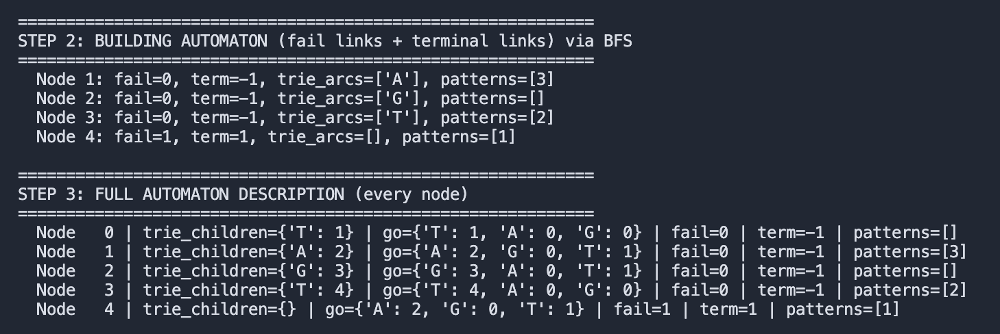 ============================================================
STEP 2: BUILDING AUTOMATON (fail links + terminal links) via BFS
============================================================
  Node 1: fail=0, term=-1, trie_arcs=['A'], patterns=[3]
  Node 2: fail=0, term=-1, trie_arcs=['G'], patterns=[]
  Node 3: fail=0, term=-1, trie_arcs=['T'], patterns=[2]
  Node 4: fail=1, term=1, trie_arcs=[], patterns=[1]

============================================================
STEP 3: FULL AUTOMATON DESCRIPTION (every node)
============================================================
  Node   0 | trie_children={'T': 1} | go={'T': 1, 'A': 0, 'G': 0} | fail=0 | term=-1 | patterns=[]
  Node   1 | trie_children={'A': 2} | go={'A': 2, 'G': 0, 'T': 1} | fail=0 | term=-1 | patterns=[3]
  Node   2 | trie_children={'G': 3} | go={'G': 3, 'A': 0, 'T': 1} | fail=0 | term=-1 | patterns=[]
  Node   3 | trie_children={'T': 4} | go={'T': 4, 'A': 0, 'G': 0} | fail=0 | term=-1 | patterns=[2]
  Node   4 | trie_children={} | go={'A': 2, 'G': 0, 'T': 1} | fail=1 | term=1 | patterns=[1]